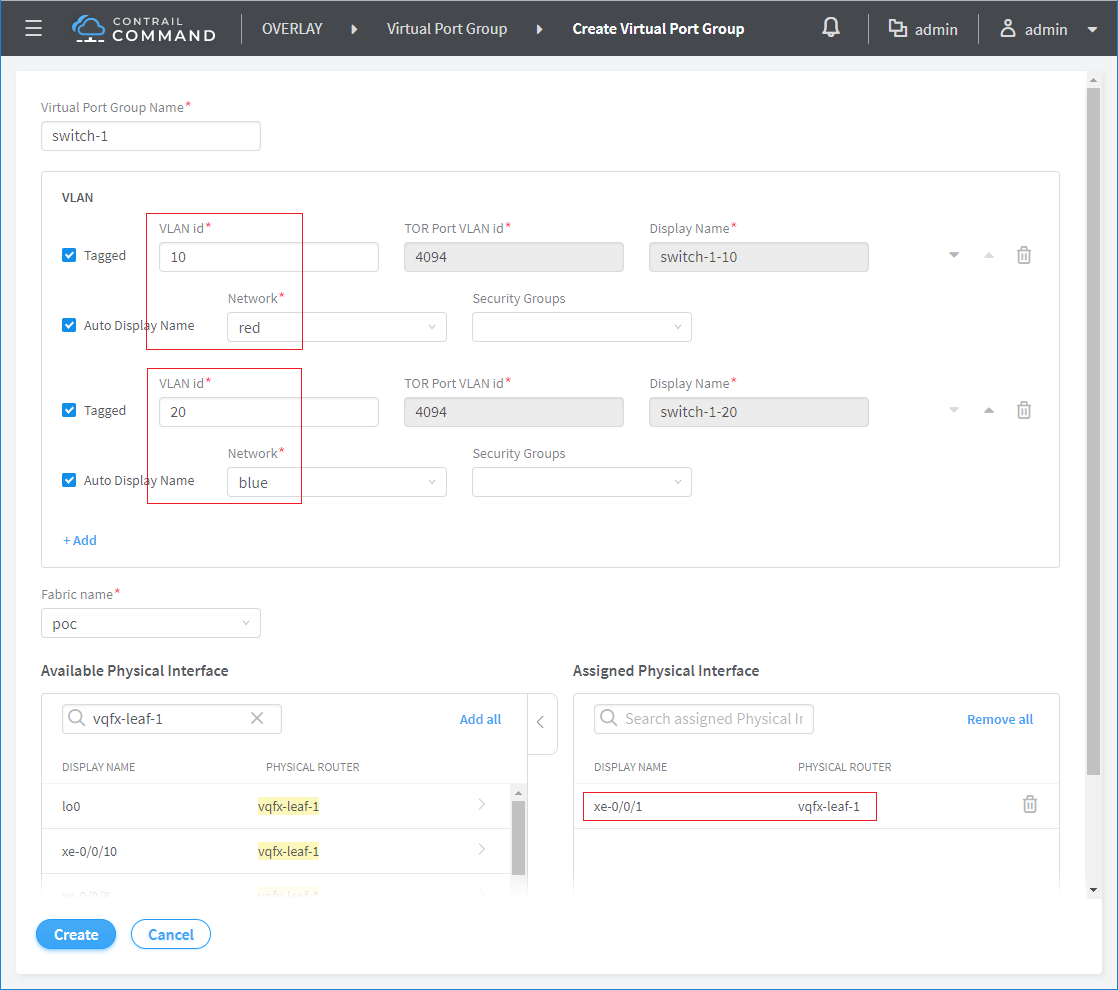 CONTRAIL
COMMAND
OVERLAY Virtual Port Group Create Virtual Port Group admin admin
Virtual Port Group Name*
switch-1
VLAN
VLAN id* TOR Port VLAN id* Display Name*
Tagged 10 4094 switch-1-10
Network* Security Groups
Auto Display Name red
VLAN id* TOR Port VLAN id* Display Name*
Tagged 20 4094 switch-1-20
Network* Security Groups
Auto Display Name blue
+ Add
Fabric name*
poc
Available Physical Interface Assigned Physical Interface
vqfx-leaf-1 Add all Search assigned Physical Ir Remove all
DISPLAY NAME PHYSICAL ROUTER DISPLAY NAME PHYSICAL ROUTER
lo0 vqfx-leaf-1 xe-0/0/1 vqfx-leaf-1
xe-0/0/10 vqfx-leaf-1
vqfx-leaf-1
Create Cancel